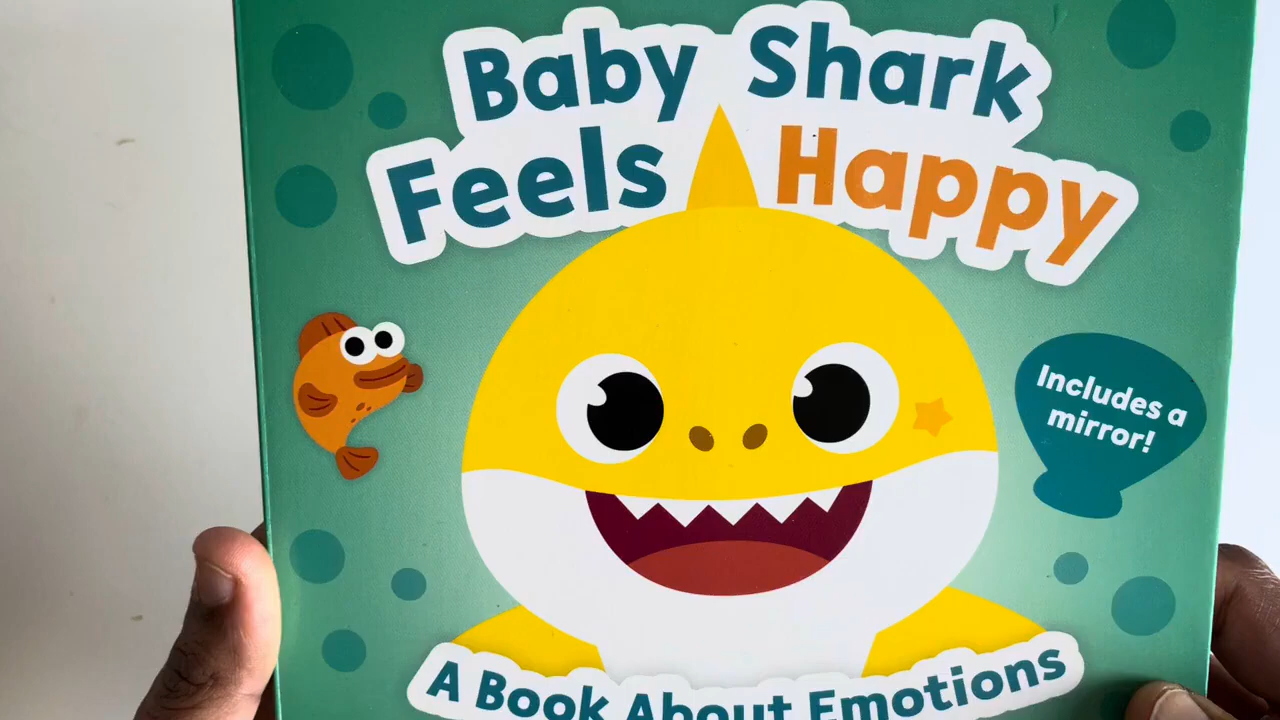 Baby Shark
Feels Happy
Includes a
mirror!
A Book About Emotions